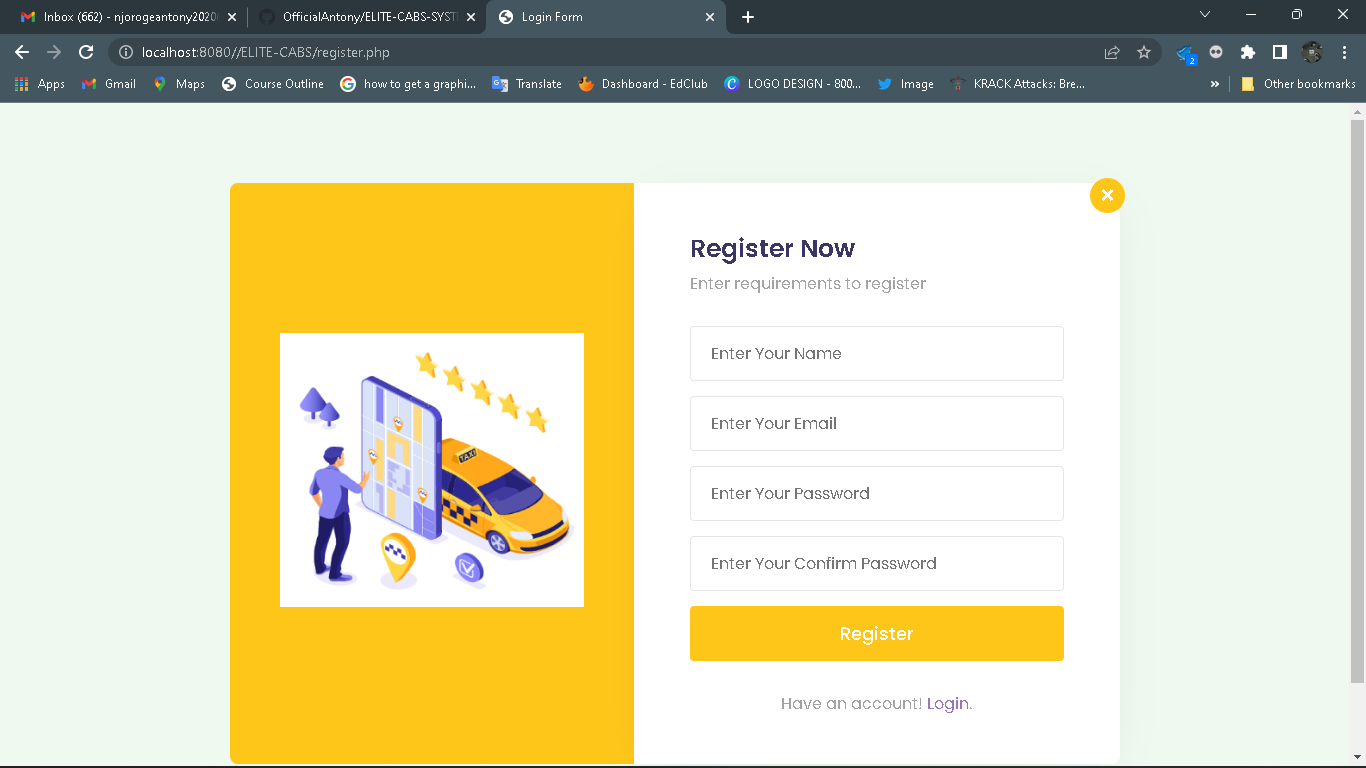 Inbox (662) - njorogeantony2020
OfficialAntony/ELITE-CABS-SYST
Login Form
localhost:8080//ELITE-CABS/register.php
2
Apps
Gmail
Maps
Course Outline
how to get a graphi...
Translate
Dashboard - EdClub
LOGO DESIGN - 800...
Image
KRACK Attacks: Bre...
»
Other bookmarks
Register Now
Enter requirements to register
Enter Your Name
Enter Your Email
Enter Your Password
Enter Your Confirm Password
Register
Have an account! Login.
TAXI